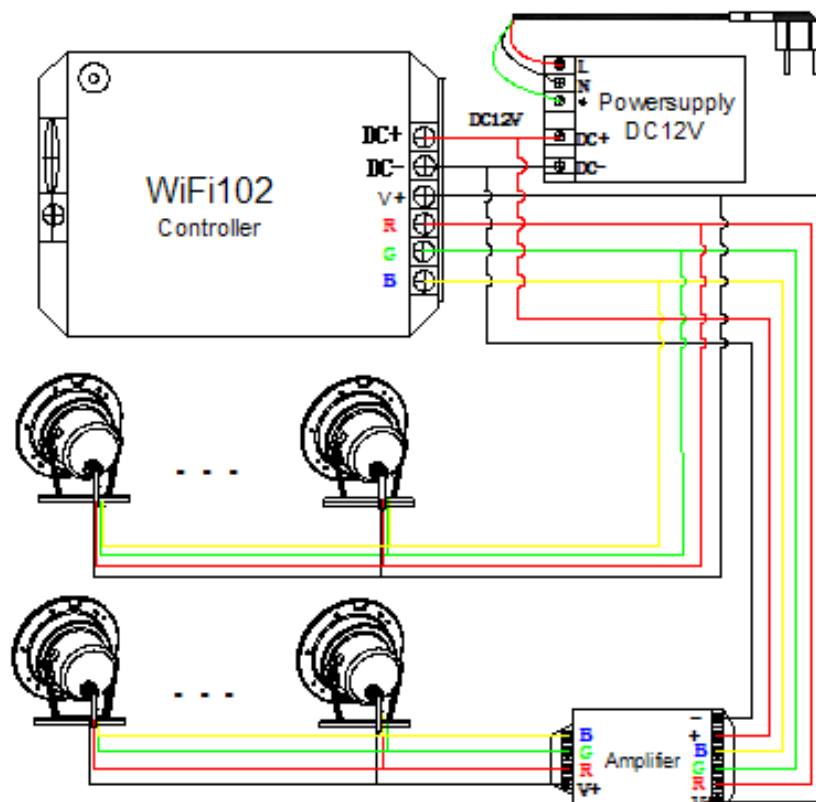 L
N
Powersupply
DC12V
DC+
DC-
DC12V
DC+
DC-
V+
R
G
B
WiFi102
Controller
B
G
R
V+
Amplifier
-
+
B
G
R